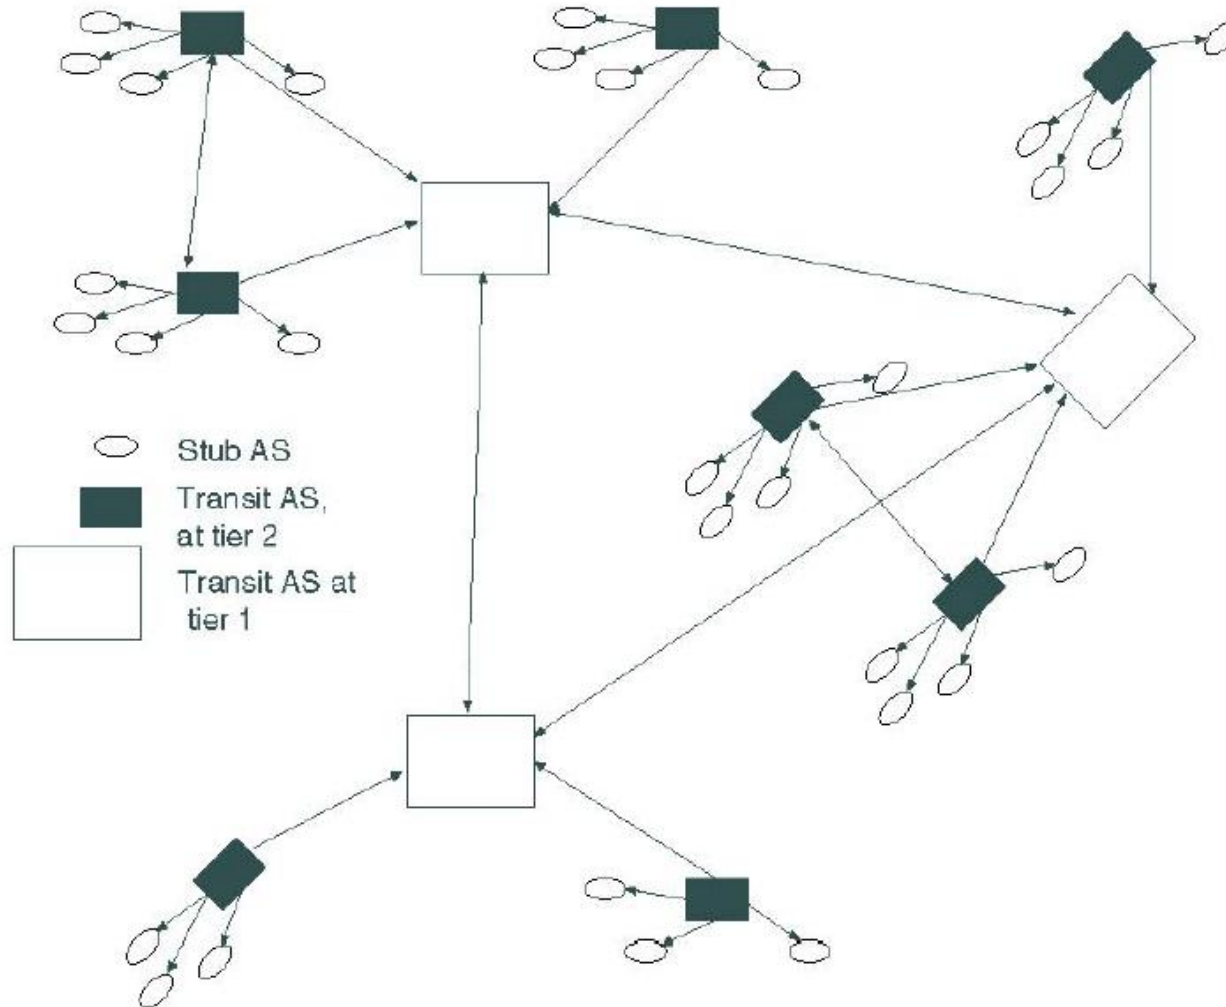 Stub AS
Transit AS,
at tier 2
Transit AS at
tier 1